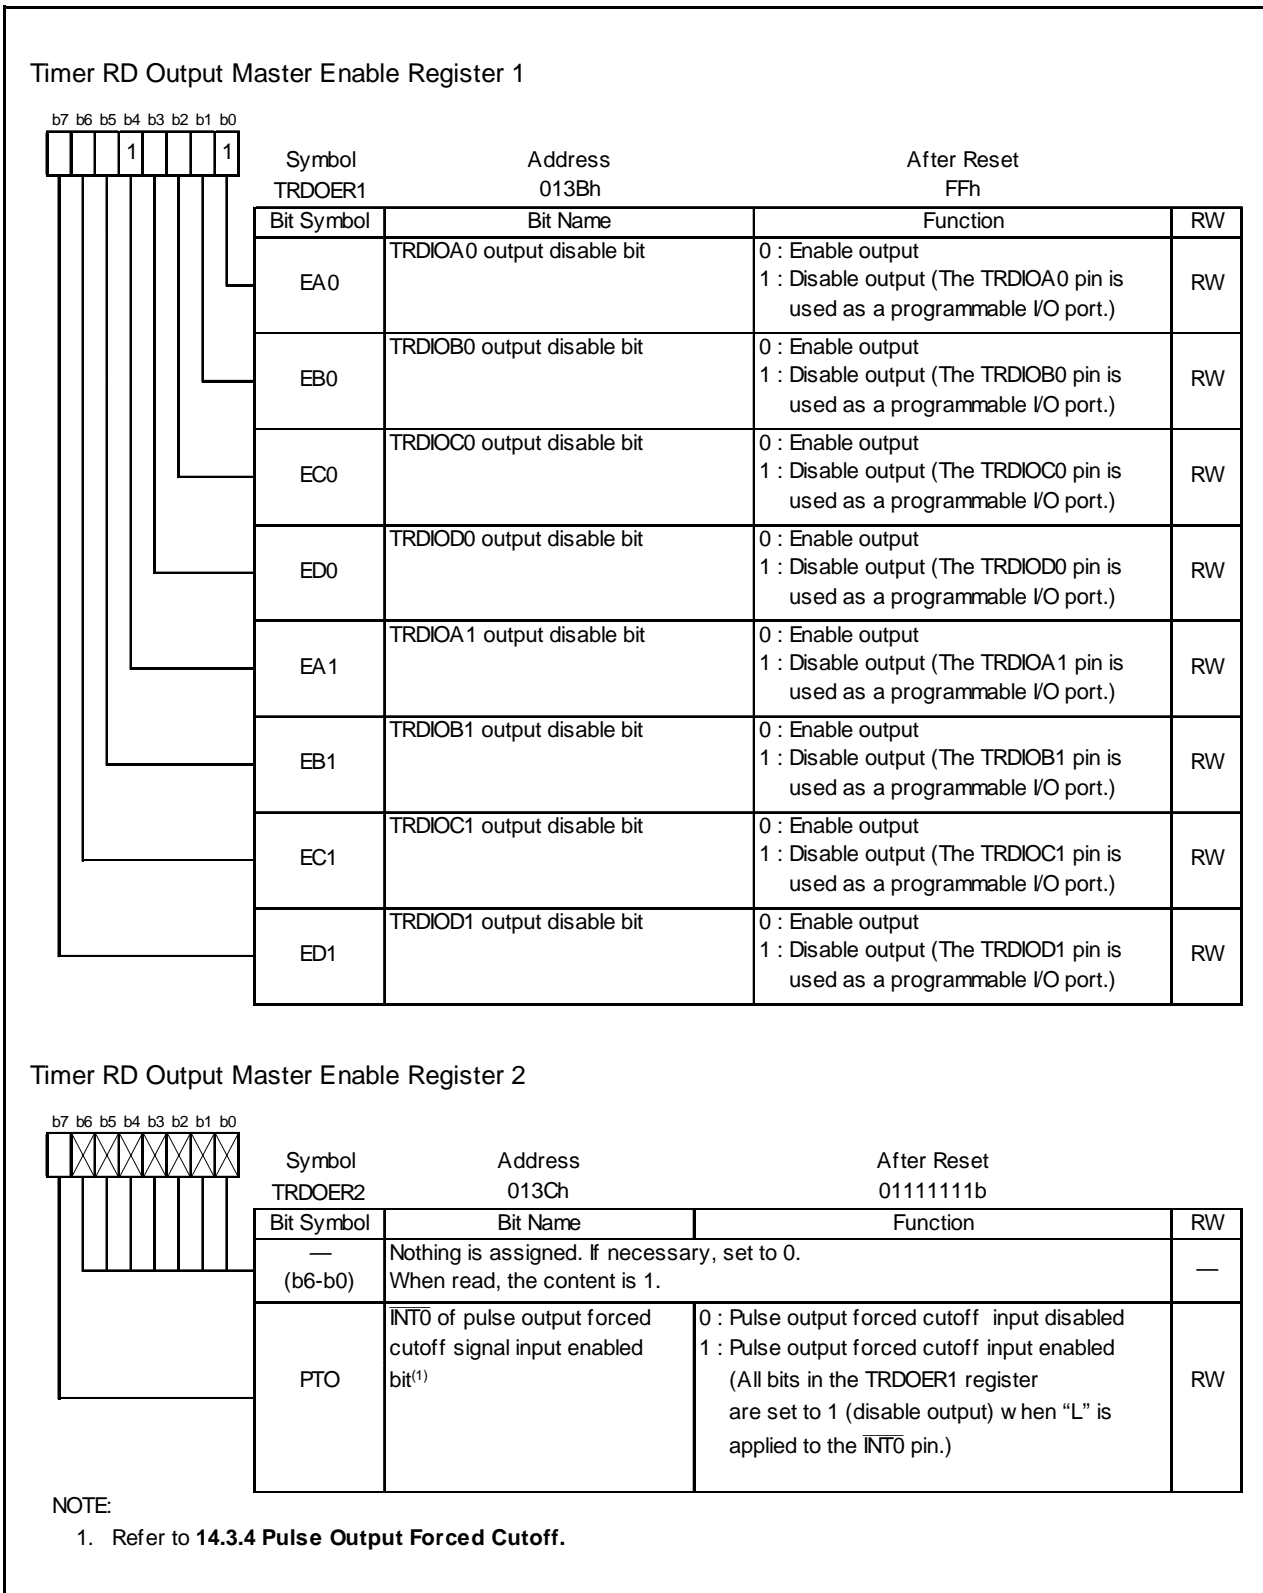 Timer RD Output Master Enable Register 1
b7 b6 b5 b4 b3 b2 b1 b0
1 1
Symbol Address After Reset
TRDOER1 013Bh FFh
Bit Symbol Bit Name Function RW
EA0 TRDIOA0 output disable bit 0 : Enable output
1 : Disable output (The TRDIOA0 pin is
used as a programmable I/O port.) RW
EB0 TRDIOB0 output disable bit 0 : Enable output
1 : Disable output (The TRDIOB0 pin is
used as a programmable I/O port.) RW
EC0 TRDIOC0 output disable bit 0 : Enable output
1 : Disable output (The TRDIOC0 pin is
used as a programmable I/O port.) RW
ED0 TRDIOD0 output disable bit 0 : Enable output
1 : Disable output (The TRDIOD0 pin is
used as a programmable I/O port.) RW
EA1 TRDIOA1 output disable bit 0 : Enable output
1 : Disable output (The TRDIOA1 pin is
used as a programmable I/O port.) RW
EB1 TRDIOB1 output disable bit 0 : Enable output
1 : Disable output (The TRDIOB1 pin is
used as a programmable I/O port.) RW
EC1 TRDIOC1 output disable bit 0 : Enable output
1 : Disable output (The TRDIOC1 pin is
used as a programmable I/O port.) RW
ED1 TRDIOD1 output disable bit 0 : Enable output
1 : Disable output (The TRDIOD1 pin is
used as a programmable I/O port.) RW
Timer RD Output Master Enable Register 2
b7 b6 b5 b4 b3 b2 b1 b0
Symbol Address After Reset
TRDOER2 013Ch 01111111b
Bit Symbol Bit Name Function RW
— Nothing is assigned. If necessary, set to 0.
(b6-b0) When read, the content is 1. —
INT0 of pulse output forced 0 : Pulse output forced cutoff input disabled
cutoff signal input enabled 1 : Pulse output forced cutoff input enabled
PTO bit(1) (All bits in the TRDOER1 register RW
are set to 1 (disable output) when “L” is
applied to the INT0 pin.)
NOTE:
1. Refer to 14.3.4 Pulse Output Forced Cutoff.